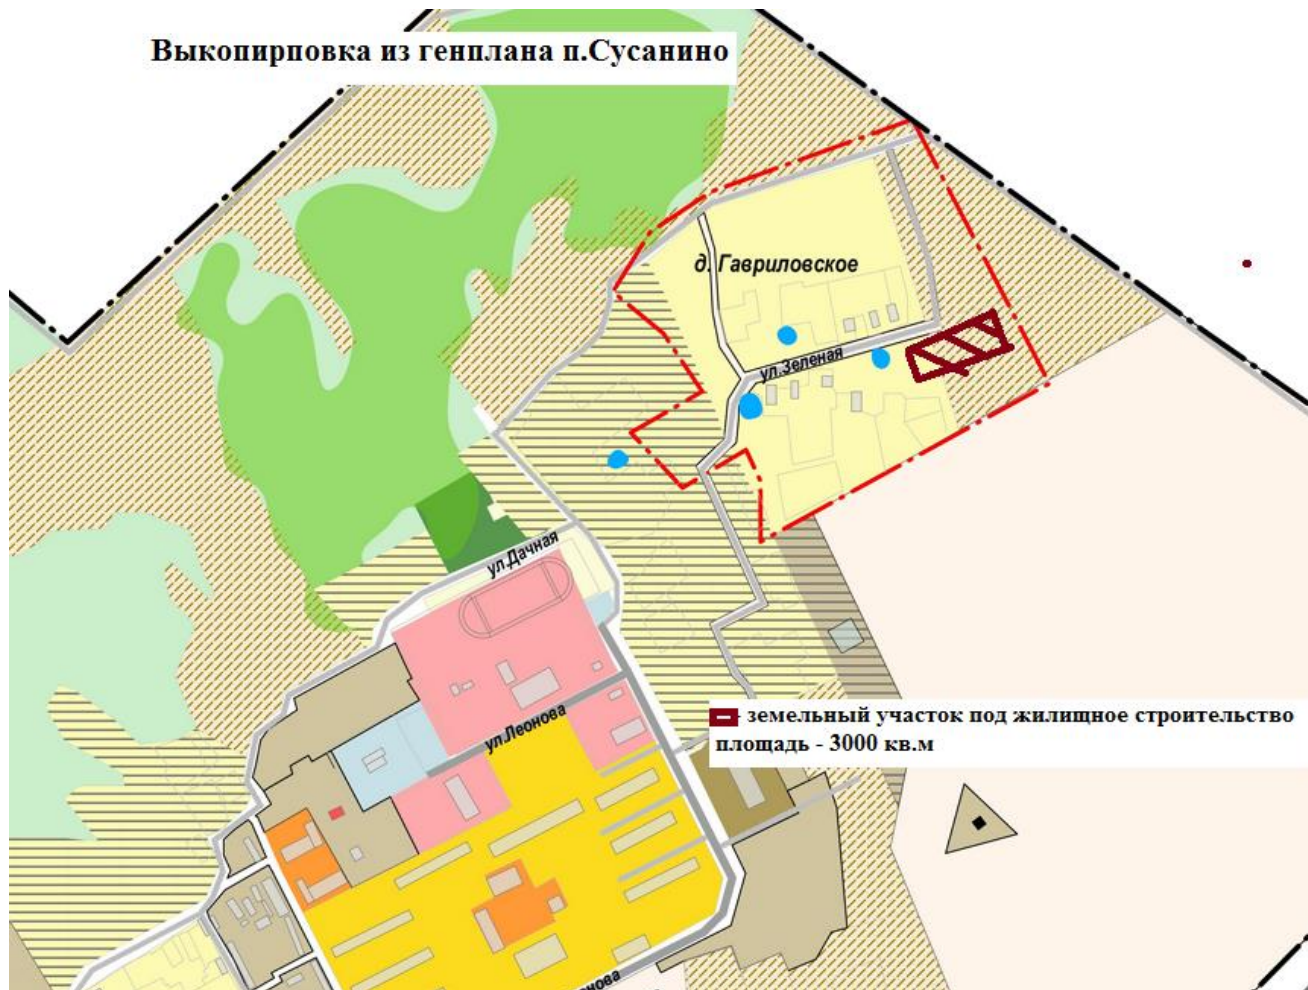 Выкопирповка из генплана п.Сусанино
д. Гавриловское
ул.Зеленая
ул.Дачная
ул.Леонова
- земельный участок под жилищное строительство
площадь - 3000 кв.м